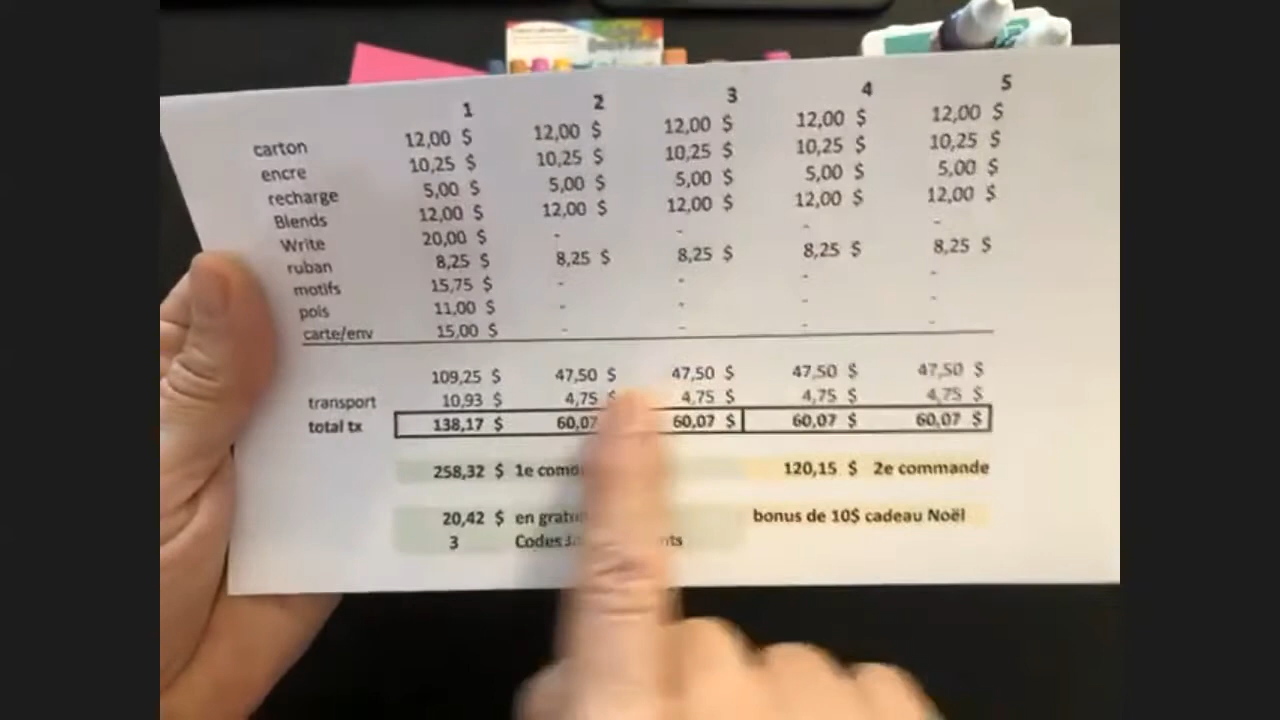 1 2 3 4 5
carton 12,00 $ 12,00 $ 12,00 $ 12,00 $ 12,00 $
encre 10,25 $ 10,25 $ 10,25 $ 10,25 $ 10,25 $
recharge 5,00 $ 5,00 $ 5,00 $ 5,00 $ 5,00 $
Blends 12,00 $ 12,00 $ 12,00 $ 12,00 $ 12,00 $
Write 20,00 $ - - - -
ruban 8,25 $ 8,25 $ 8,25 $ 8,25 $ 8,25 $
motifs 15,75 $ - - - -
pois 11,00 $ - - - -
carte/env 15,00 $ - - - -
109,25 $ 47,50 $ 47,50 $ 47,50 $ 47,50 $
transport 10,93 $ 4,75 $ 4,75 $ 4,75 $ 4,75 $
total tx 138,17 $ 60,07 60,07 $ 60,07 $ 60,07 $
258,32 $ 1e 120,15 $ 2e commande
20,42 $ en bonus de 10$ cadeau Noël
3 Codes